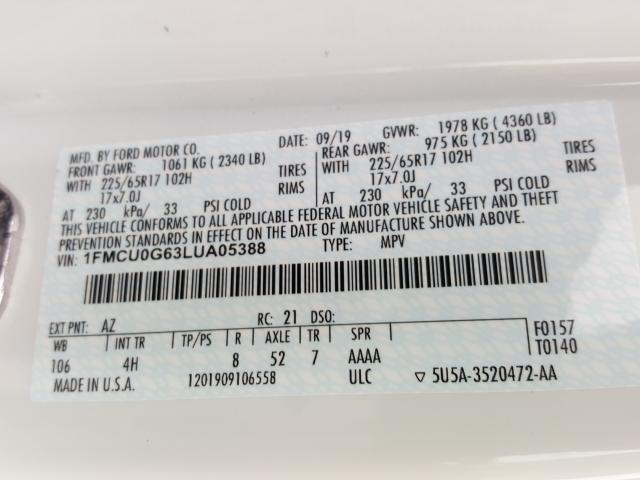 MFD. BY FORD MOTOR CO. DATE: 09/19 GVWR: 1978 KG ( 4360 LB)
FRONT GAWR: 1061 KG ( 2340 LB) REAR GAWR: 975 KG ( 2150 LB)
WITH 225/65R17 102H TIRES WITH 225/65R17 102H TIRES
17x7.0J RIMS 17x7.0J RIMS
AT 230 kPa/ 33 PSI COLD AT 230 kPa/ 33 PSI COLD
THIS VEHICLE CONFORMS TO ALL APPLICABLE FEDERAL MOTOR VEHICLE SAFETY AND THEFT
PREVENTION STANDARDS IN EFFECT ON THE DATE OF MANUFACTURE SHOWN ABOVE.
VIN: 1FMCU0G63LUA05388 TYPE: MPV
EXT PNT: AZ RC: 21 DSO:
WB INT TR TP/PS R AXLE TR SPR F0157
106 4H 8 52 7 AAAA T0140
MADE IN U.S.A. 1201909106558 ULC ▽ 5U5A-3520472-AA